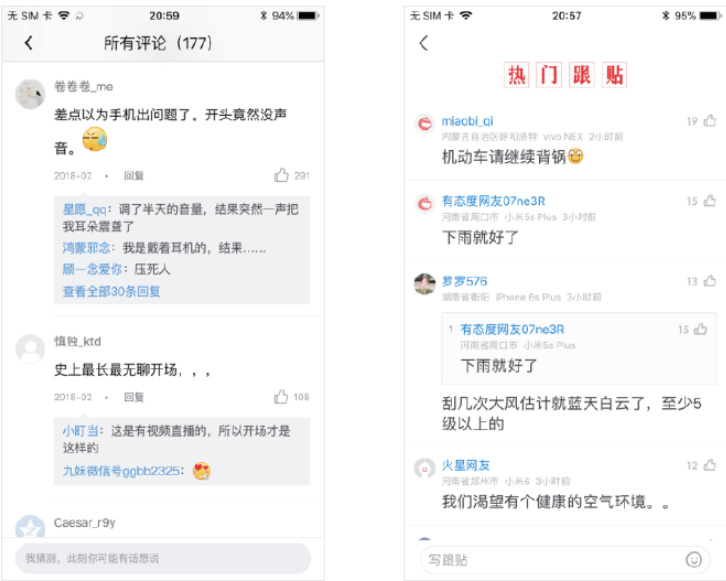 无 SIM 卡
20:59
94%
所有评论（177）
卷卷卷_me
差点以为手机出问题了。开头竟然没声
音。
2018-02 · 回复
291
星愿_qq：调了半天的音量，结果突然一声把
我耳朵震聋了
鸿蒙邪念：我是戴着耳机的，结果……
顾一念爱你：压死人
查看全部30条回复
慎独_ktd
史上最长最无聊开场，，，
2018-02 · 回复
108
小盯当：这是有视频直播的，所以开场才是
这样的
九妹微信号ggbb2325：
Caesar_r9y
我猜测，此刻你可能有话想说
无 SIM 卡
20:57
95%
热门跟贴
miaobi_qi
19
内蒙古自治区呼和浩特 vivo NEX 2小时前
机动车请继续背锅
有态度网友07ne3R
15
河南省周口市 小米5s Plus 3小时前
下雨就好了
罗罗576
13
湖南省衡阳 iPhone 6s Plus 3小时前
1 有态度网友07ne3R
15
河南省周口市 小米5s Plus
下雨就好了
刮几次大风估计就蓝天白云了，至少5
级以上的
火星网友
12
河南省郑州市 小米6 3小时前
我们渴望有个健康的空气环境。。
写跟贴